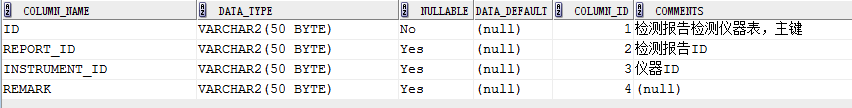 COLUMN_NAME DATA_TYPE NULLABLE DATA_DEFAULT COLUMN_ID COMMENTS
ID VARCHAR2(50 BYTE) No (null) 1 检测报告检测仪器表，主键
REPORT_ID VARCHAR2(50 BYTE) Yes (null) 2 检测报告ID
INSTRUMENT_ID VARCHAR2(50 BYTE) Yes (null) 3 仪器ID
REMARK VARCHAR2(50 BYTE) Yes (null) 4 (null)